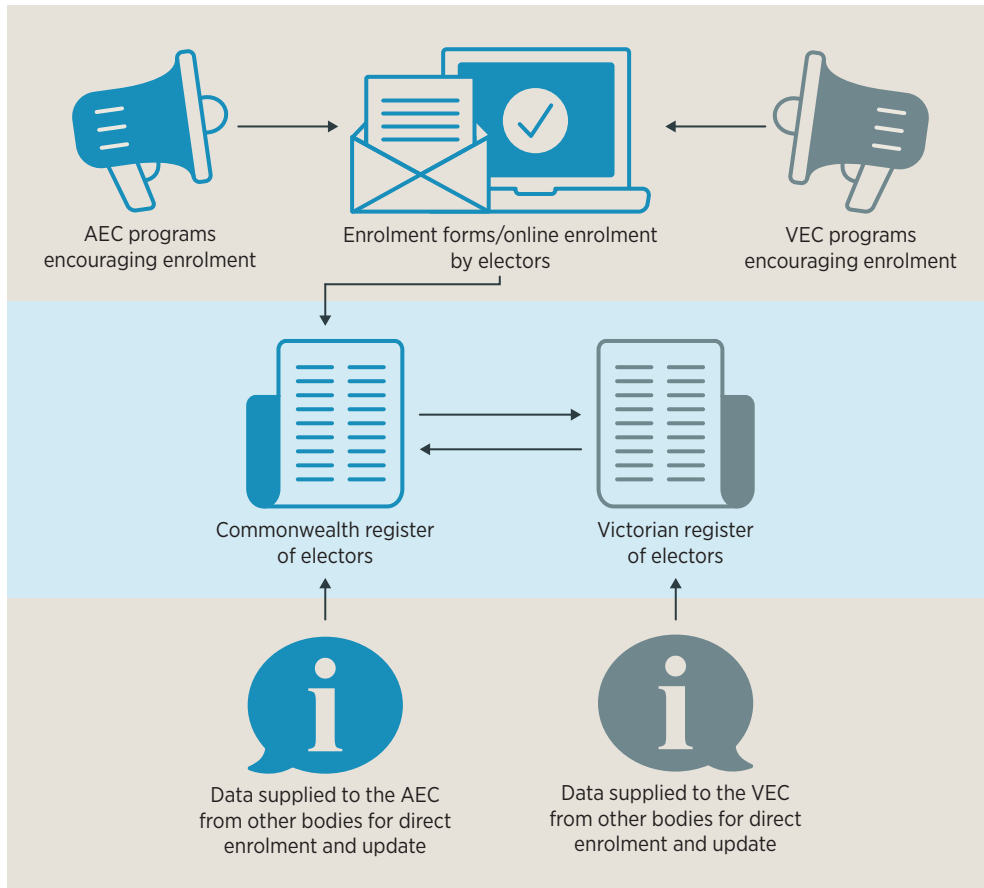 AEC programs
encouraging enrolment
Enrolment forms/online enrolment
by electors
VEC programs
encouraging enrolment
Commonwealth register
of electors
Victorian register
of electors
Data supplied to the AEC
from other bodies for direct
enrolment and update
Data supplied to the VEC
from other bodies for direct
enrolment and update